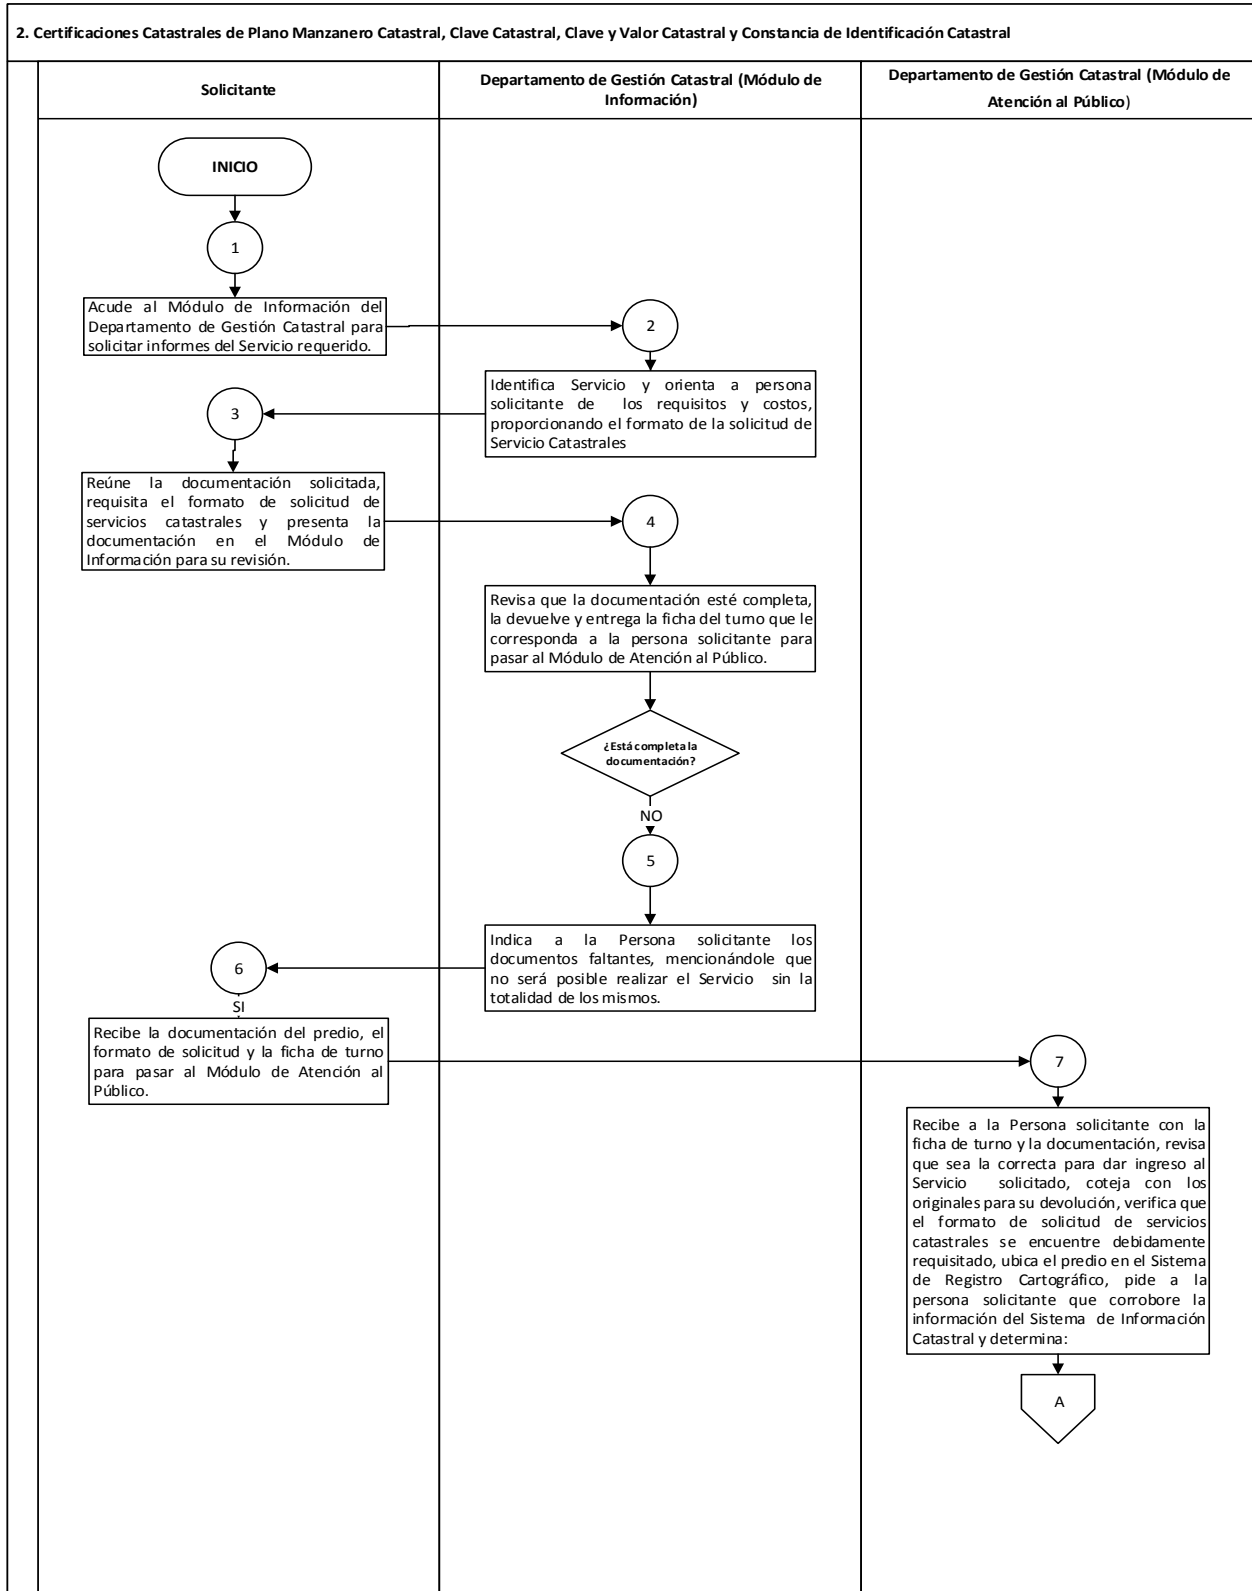 2. Certificaciones Catastrales de Plano Manzanero Catastral, Clave Catastral, Clave y Valor Catastral y Constancia de Identificación Catastral
Solicitante
Departamento de Gestión Catastral (Módulo de
Información)
Departamento de Gestión Catastral (Módulo de
Atención al Público)
INICIO
1
Acude al Módulo de Información del
Departamento de Gestión Catastral para
solicitar informes del Servicio requerido.
2
Identifica Servicio y orienta a persona
solicitante de los requisitos y costos,
proporcionando el formato de la solicitud de
Servicio Catastrales
3
Reúne la documentación solicitada,
requisita el formato de solicitud de
servicios catastrales y presenta la
documentación en el Módulo de
Información para su revisión.
4
Revisa que la documentación esté completa,
la devuelve y entrega la ficha del turno que le
corresponda a la persona solicitante para
pasar al Módulo de Atención al Público.
¿Está completa la
documentación?
NO
5
Indica a la Persona solicitante los
documentos faltantes, mencionándole que
no será posible realizar el Servicio sin la
totalidad de los mismos.
6
SI
Recibe la documentación del predio, el
formato de solicitud y la ficha de turno
para pasar al Módulo de Atención al
Público.
7
Recibe a la Persona solicitante con la
ficha de turno y la documentación, revisa
que sea la correcta para dar ingreso al
Servicio solicitado, coteja con los
originales para su devolución, verifica que
el formato de solicitud de servicios
catastrales se encuentre debidamente
requisitado, ubica el predio en el Sistema
de Registro Cartográfico, pide a la
persona solicitante que corrobore la
información del Sistema de Información
Catastral y determina:
A